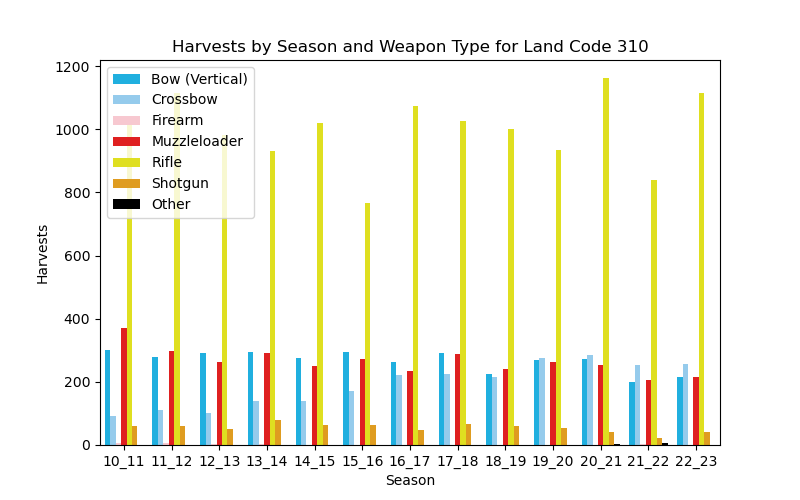 Harvests by Season and Weapon Type for Land Code 310
1200
1000
800
600
400
200
0
Harvests
Bow (Vertical)
Crossbow
Firearm
Muzzleloader
Rifle
Shotgun
Other
10_11 11_12 12_13 13_14 14_15 15_16 16_17 17_18 18_19 19_20 20_21 21_22 22_23
Season